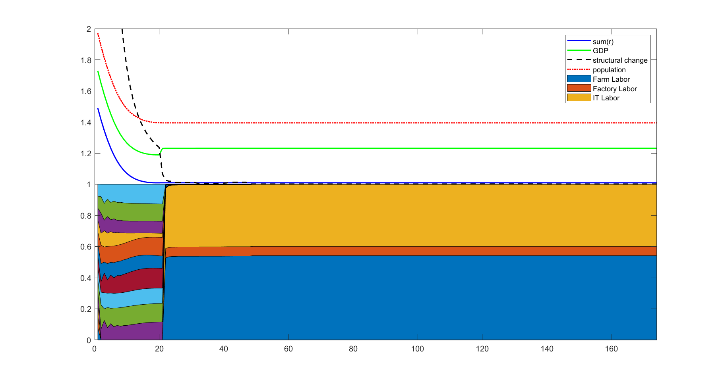 2
1.8
1.6
1.4
1.2
1
0.8
0.6
0.4
0.2
0
0 20 40 60 80 100 120 140 160
sum(r)
GDP
structural change
population
Farm Labor
Factory Labor
IT Labor